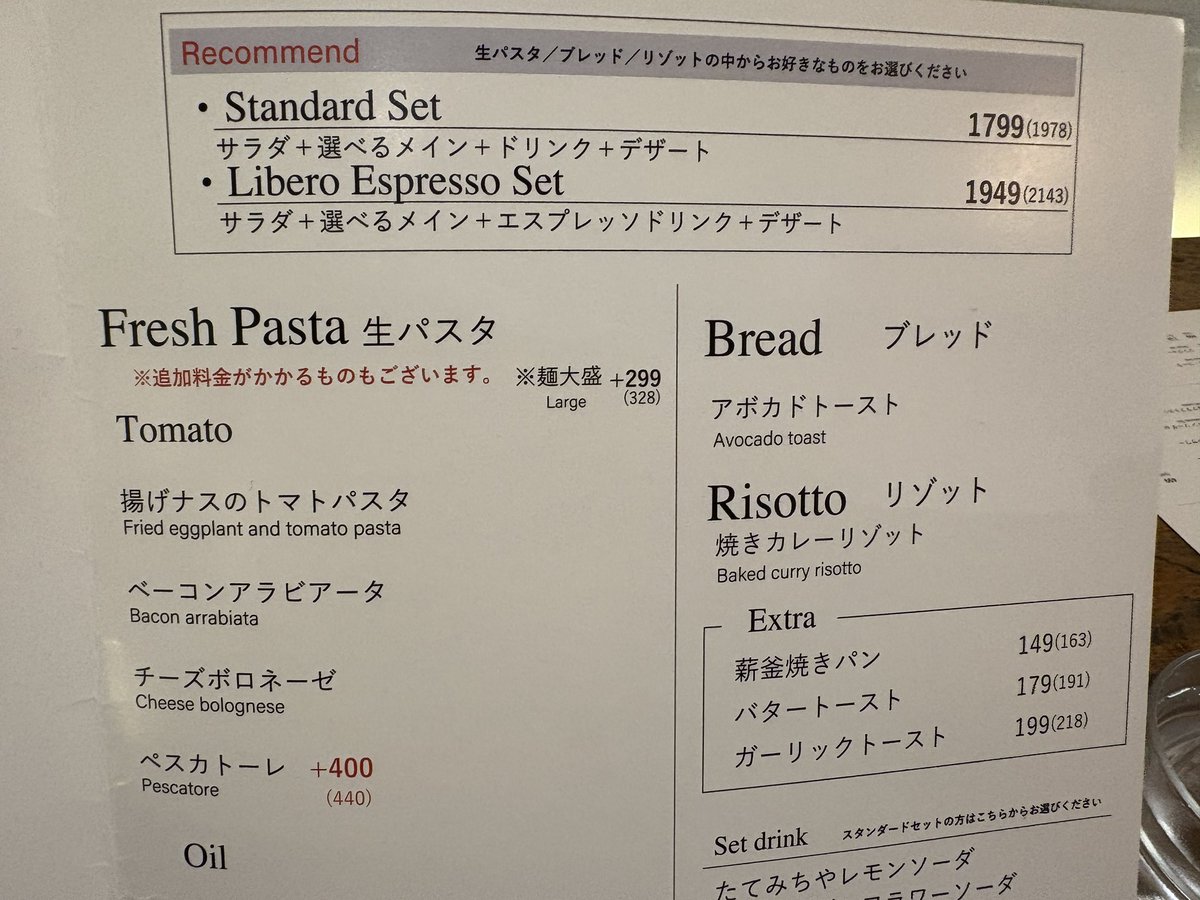 Recommend 生パスタ／ブレッド／リゾットの中からお好きなものをお選びください
・Standard Set 1799(1978)
サラダ＋選べるメイン＋ドリンク＋デザート
・Libero Espresso Set 1949(2143)
サラダ＋選べるメイン＋エスプレッソドリンク＋デザート
Fresh Pasta 生パスタ
※追加料金がかかるものもございます。 ※麺大盛 +299
Large (328)
Tomato
揚げナスのトマトパスタ
Fried eggplant and tomato pasta
ベーコンアラビアータ
Bacon arrabiata
チーズボロネーゼ
Cheese bolognese
ペスカトーレ +400
Pescatore (440)
Oil
Bread ブレッド
アボカドトースト
Avocado toast
Risotto リゾット
焼きカレーリゾット
Baked curry risotto
Extra
薪釜焼きパン 149(163)
バタートースト 179(191)
ガーリックトースト 199(218)
Set drink スタンダードセットの方はこちらからお選びください
たてみちやレモンソーダ
フラワーソーダ